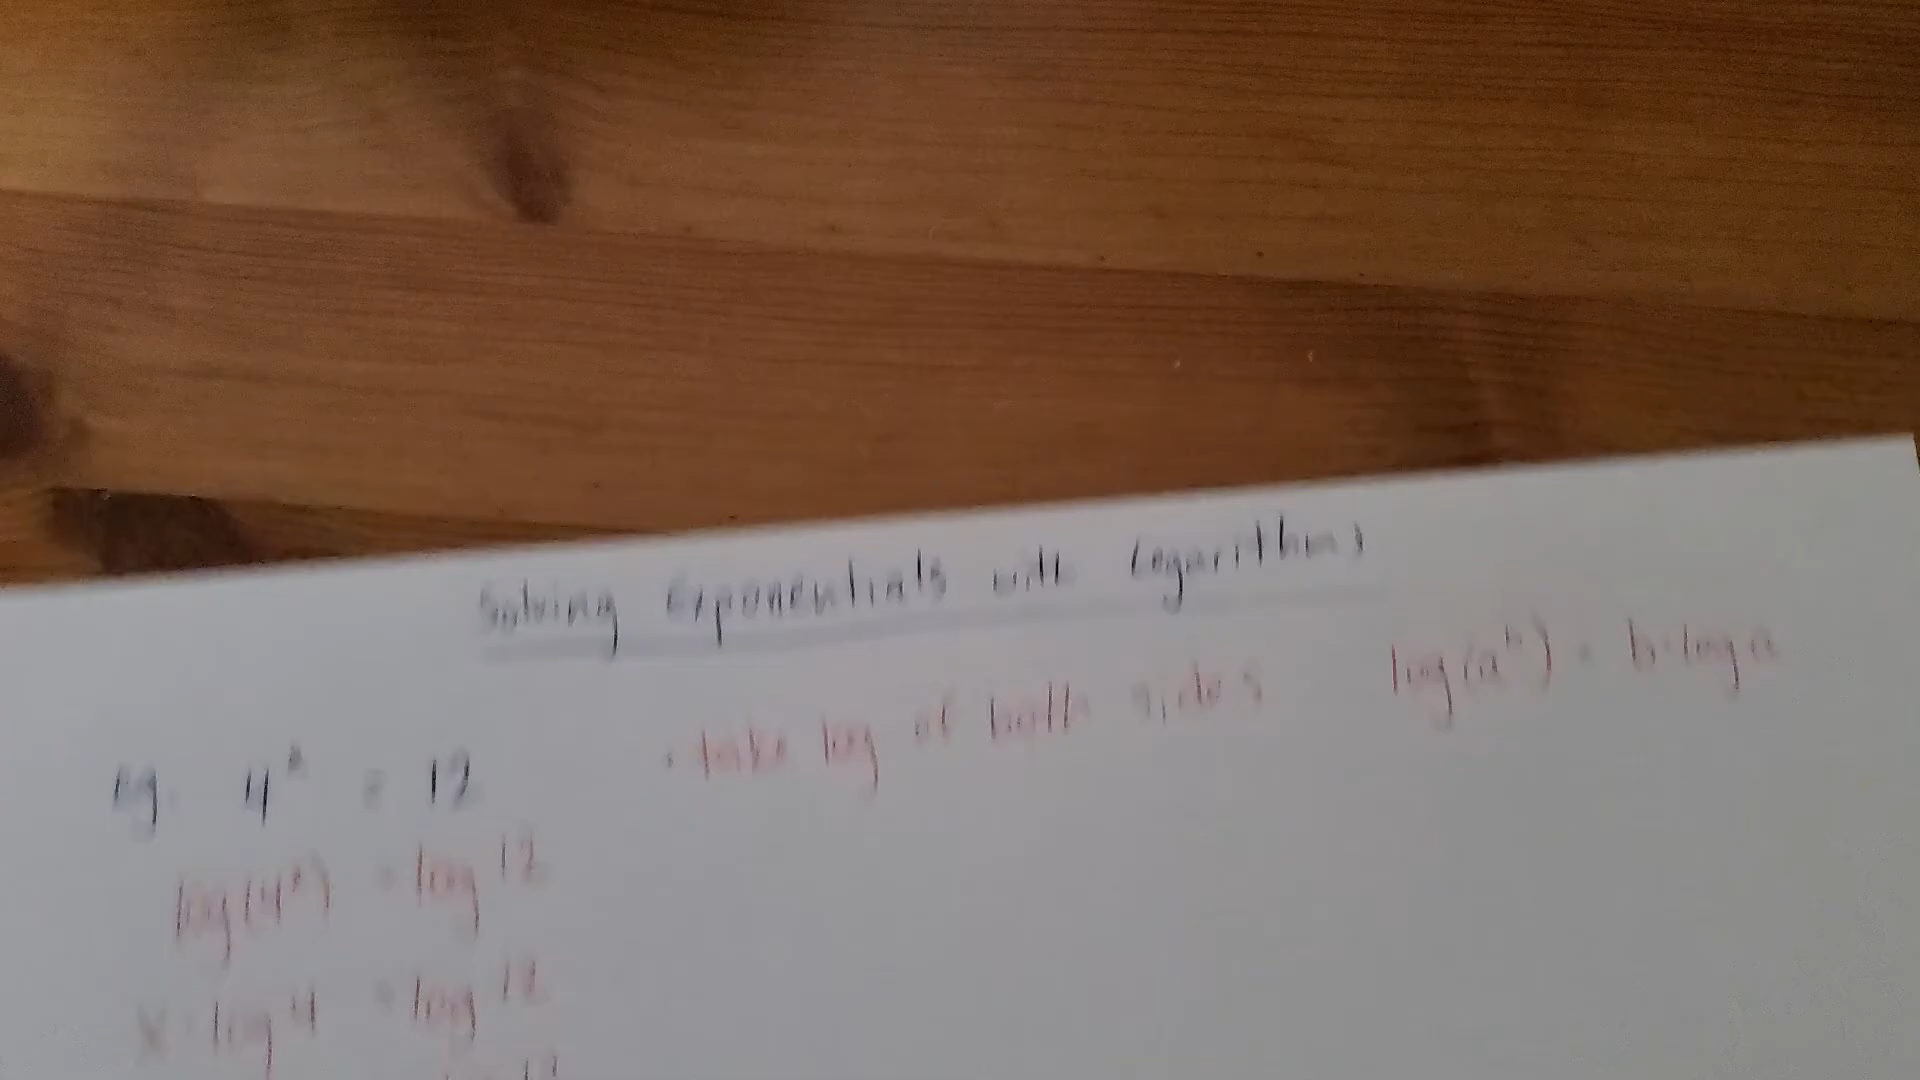 Solving Exponentials with Logarithms
• take log of both sides log(a^b) = b·log a
eg. 4^x = 12
log(4^x) = log 12
x·log 4 = log 12